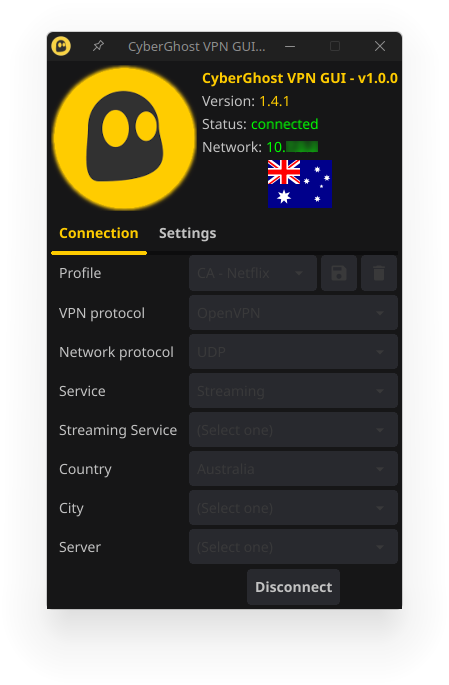 CyberGhost VPN GUI...
CyberGhost VPN GUI - v1.0.0
Version: 1.4.1
Status: connected
Network: 10.
Connection Settings
Profile CA - Netflix
VPN protocol OpenVPN
Network protocol UDP
Service Streaming
Streaming Service (Select one)
Country Australia
City (Select one)
Server (Select one)
Disconnect